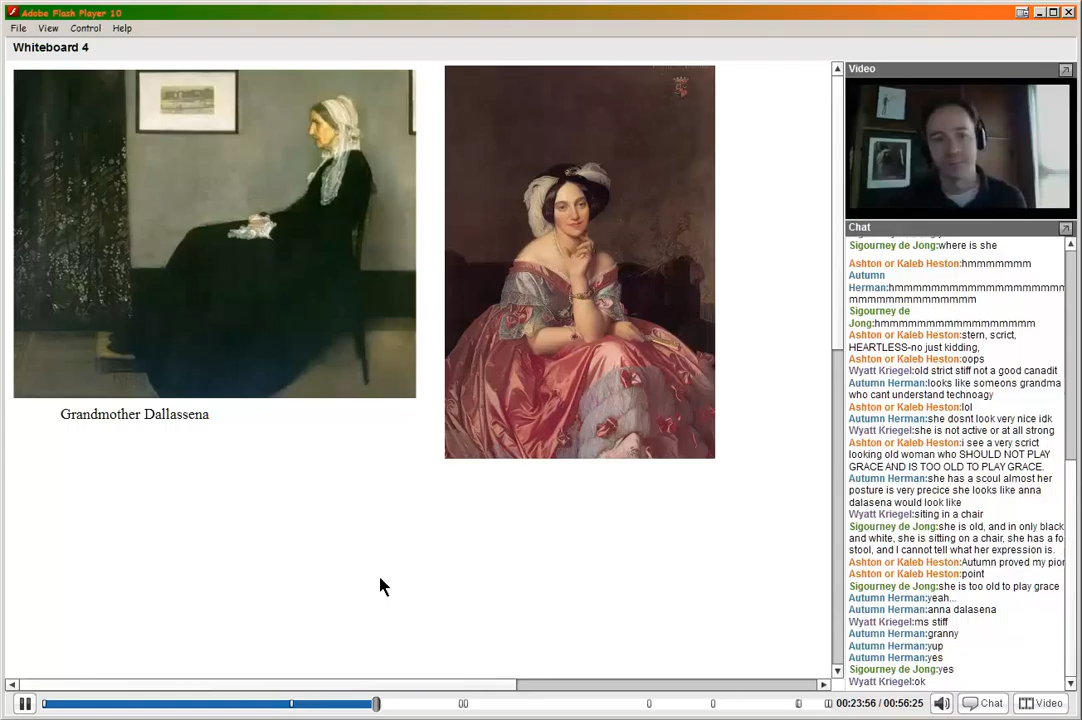 Adobe Flash Player 10
File View Control Help
Whiteboard 4
Grandmother Dallassena
Video
Chat
Sigourney de Jong:where is she
Ashton or Kaleb Heston:hmmmmmmm
Autumn
Herman:hmmmmmmmmmmmmmmmmmmmm
mmmmmmmmmmmmmm
Sigourney de
Jong:hmmmmmmmmmmmmmmmmmm
Ashton or Kaleb Heston:stern, scrict,
HEARTLESS-no just kidding,
Ashton or Kaleb Heston:oops
Wyatt Kriegel:old strict stiff not a good canadit
Autumn Herman:looks like someons grandma
who cant understand technoagy
Ashton or Kaleb Heston:lol
Autumn Herman:she dosnt look very nice idk
Wyatt Kriegel:she is not active or at all strong
Ashton or Kaleb Heston:i see a very scrict
looking old woman who SHOULD NOT PLAY
GRACE AND IS TOO OLD TO PLAY GRACE.
Autumn Herman:she has a scoul almost her
posture is very precice she looks like anna
dalasena would look like
Wyatt Kriegel:siting in a chair
Sigourney de Jong:she is old, and in only black
and white, she is sitting on a chair, she has a fo
stool, and I cannot tell what her expression is.
Ashton or Kaleb Heston:Autumn proved my pior
Ashton or Kaleb Heston:point
Sigourney de Jong:she is too old to play grace
Autumn Herman:yeah...
Autumn Herman:anna dalasena
Wyatt Kriegel:ms stiff
Autumn Herman:granny
Autumn Herman:yup
Autumn Herman:yes
Sigourney de Jong:yes
Wyatt Kriegel:ok
00:23:56 / 00:56:25
Chat
Video